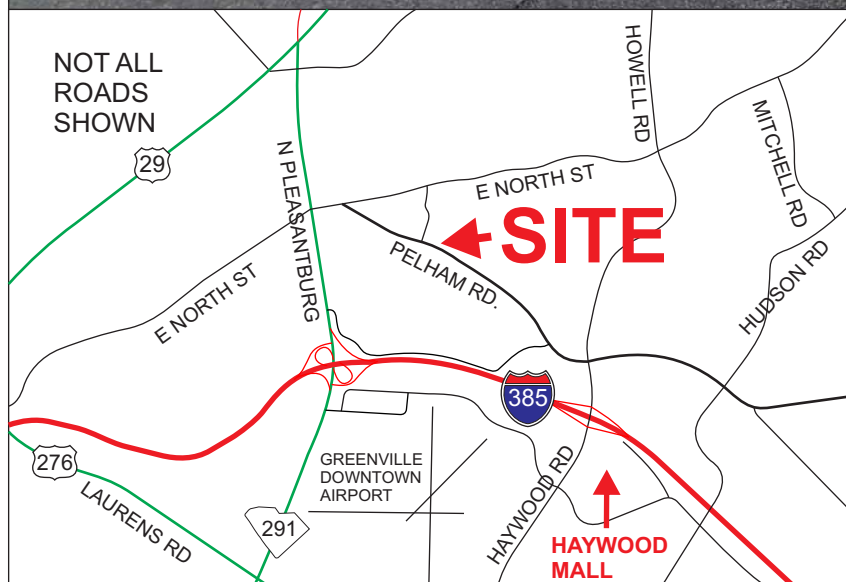 NOT ALL
ROADS
SHOWN
29
N PLEASANTBURG
HOWELL RD
MITCHELL RD
E NORTH ST
SITE
PELHAM RD.
E NORTH ST
HUDSON RD
385
276
LAURENS RD
291
GREENVILLE
DOWNTOWN
AIRPORT
HAYWOOD RD
HAYWOOD
MALL